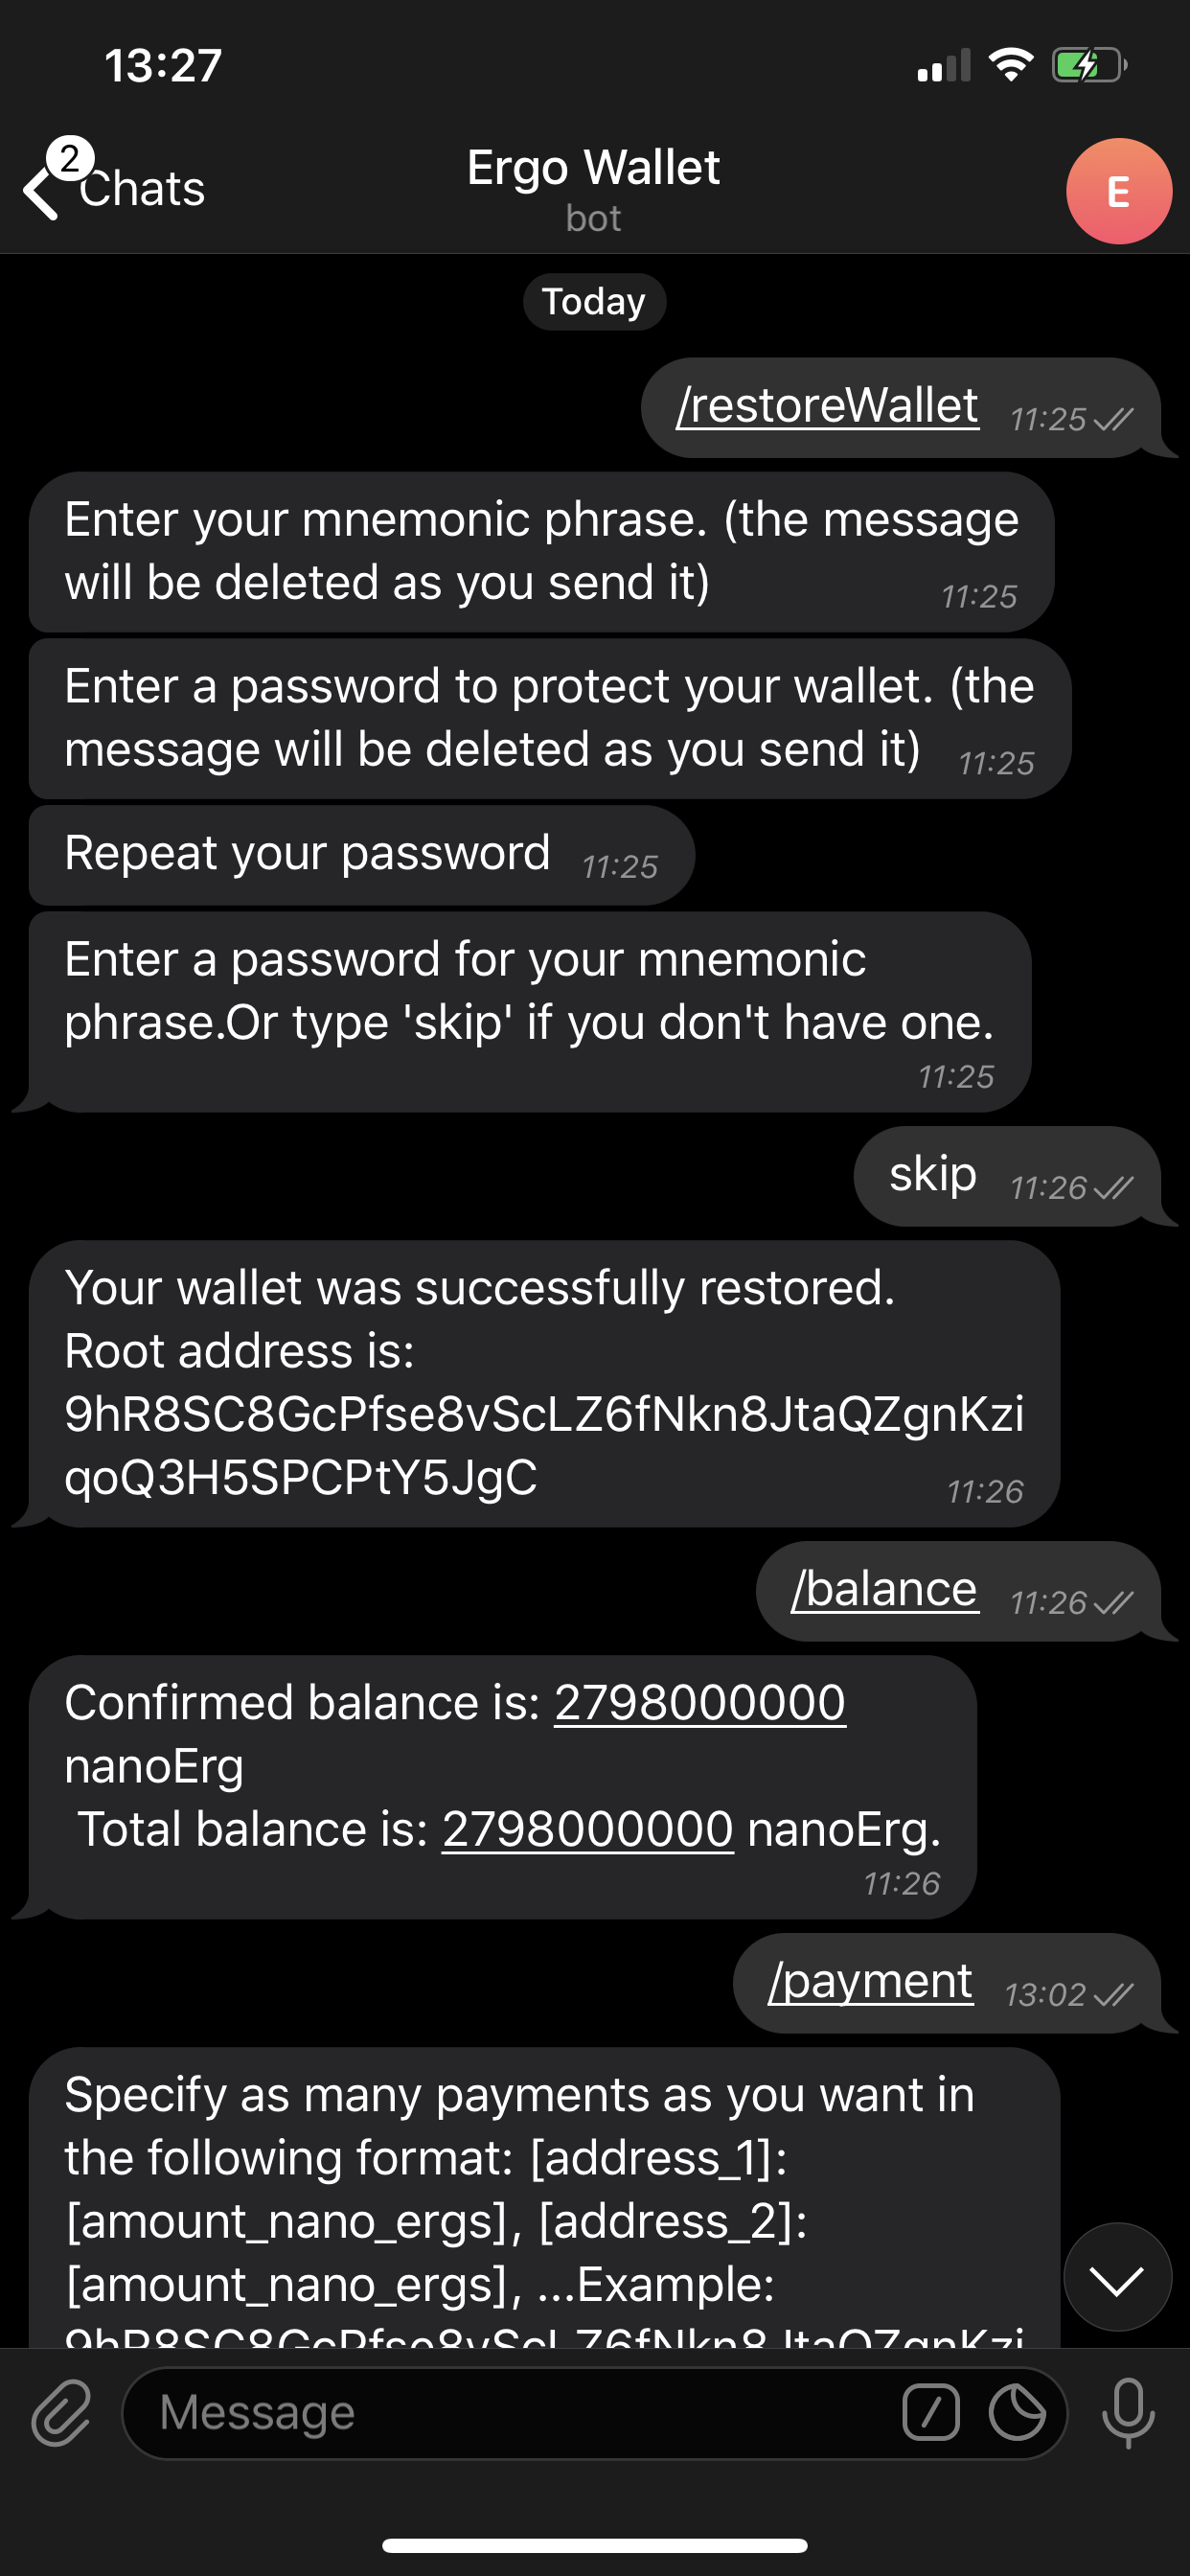 13:27
2
Chats
Ergo Wallet
bot
E
Today
/restoreWallet 11:25
Enter your mnemonic phrase. (the message
will be deleted as you send it) 11:25
Enter a password to protect your wallet. (the
message will be deleted as you send it) 11:25
Repeat your password 11:25
Enter a password for your mnemonic
phrase.Or type 'skip' if you don't have one.
11:25
skip 11:26
Your wallet was successfully restored.
Root address is:
9hR8SC8GcPfse8vScLZ6fNkn8JtaQZgnKzi
qoQ3H5SPCPtY5JgC 11:26
/balance 11:26
Confirmed balance is: 2798000000
nanoErg
Total balance is: 2798000000 nanoErg.
11:26
/payment 13:02
Specify as many payments as you want in
the following format: [address_1]:
[amount_nano_ergs], [address_2]:
[amount_nano_ergs], ...Example:
9hR8SC8GcPfse8vScLZ6fNkn8JtaQZgnKzi
Message